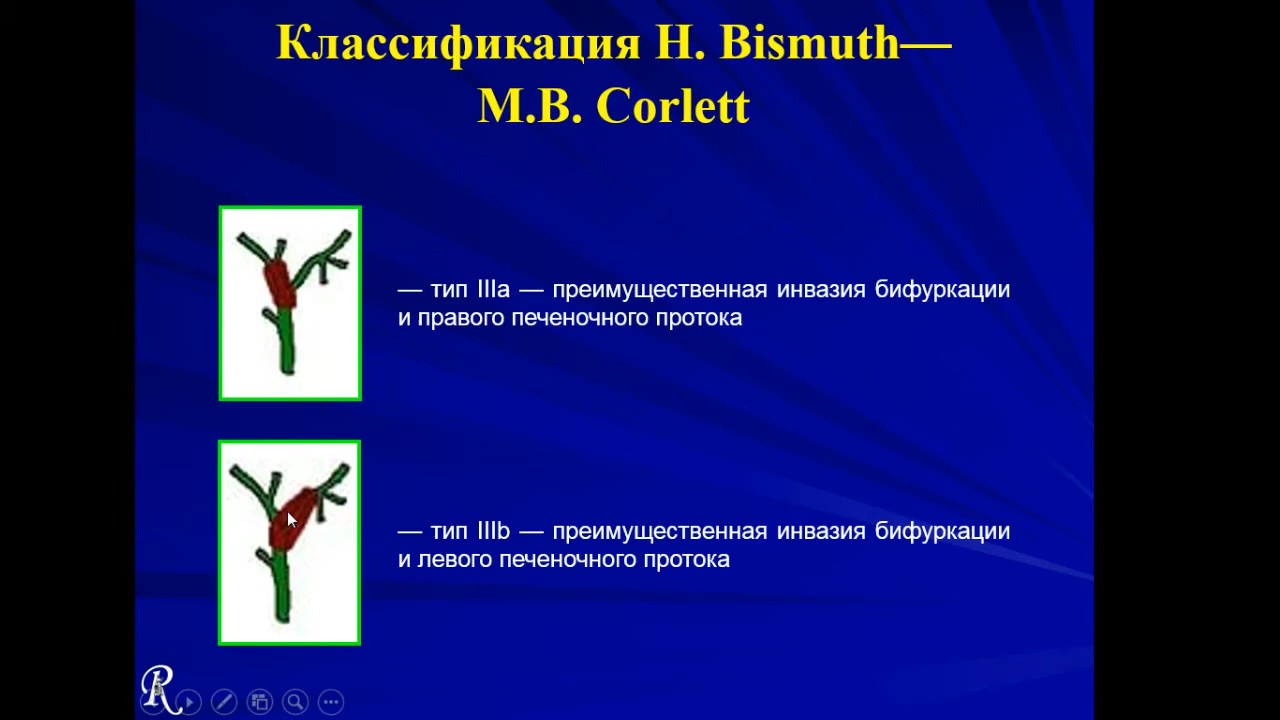 Классификация H. Bismuth—
M.B. Corlett
— тип IIIa — преимущественная инвазия бифуркации
и правого печеночного протока
— тип IIIb — преимущественная инвазия бифуркации
и левого печеночного протока
R